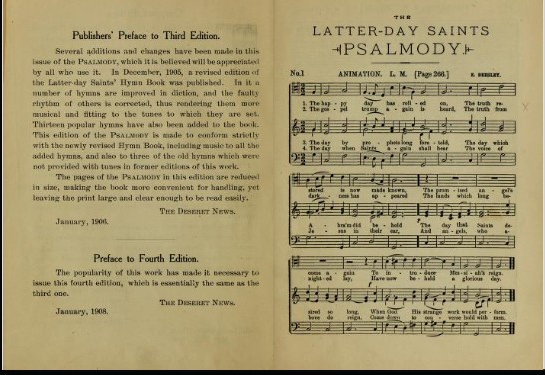 Publishers' Preface to Third Edition.
Several additions and changes have been made in this
issue of the PSALMODY, which it is believed will be appreciated
by all who use it. In December, 1905, a revised edition of
the Latter-day Saints' Hymn Book was published. In it a
number of hymns are improved in diction, and the faulty
rhythm of others is corrected, thus rendering them more
musical and fitting to the tunes to which they are set.
Thirteen popular hymns have also been added to the book.
This edition of the PSALMODY is made to conform strictly
with the revised Hymn Book, including music to all the
added hymns, and also to three of the old hymns which were
not provided with tunes in former editions of this work.
The pages of the PSALMODY in this edition are reduced
in size, making the book more convenient for handling, yet
leaving the print large and clear enough to be easily read.
THE DESERET NEWS.
January, 1906.
Preface to Fourth Edition.
The popularity of this work has made it necessary to
issue this fourth edition, which is essentially the same as the
third one.
THE DESERET NEWS.
January, 1908.
THE
LATTER-DAY SAINTS
PSALMODY
No.1 ANIMATION. L. M. [Page 266.] E. BEESLEY.
1. The hap - py day has roll - ed on, The truth re-
2. The gos - pel trump a - gain is heard, The truth from
3. The day by pro - phets fore - told, The day which
4. The day when Saints a - gain shall hear The voice of
stored is now made known, The prom - ised an - gel's
dark - ness has ap - peared The lands which long be-
A - bra'm did be - hold The day that Saints de-
Je - sus in their ear, And an - gels, who a-
come a - gain To in - tro - duce Mes - si - ah's reign.
night - ed lay, Have now be - held a glorious day.
sired so long, When God His strange work would per - form.
bove do reign, Come down to con - verse hold with men.